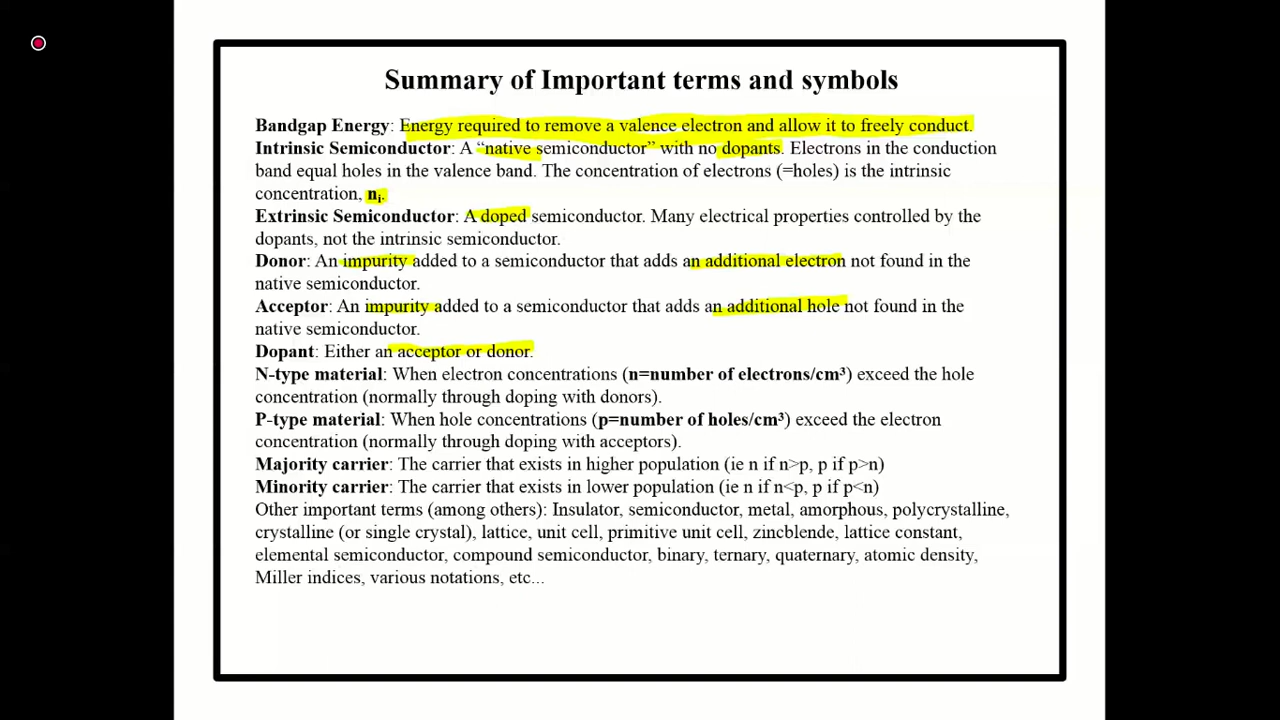 Summary of Important terms and symbols
Bandgap Energy: Energy required to remove a valence electron and allow it to freely conduct.
Intrinsic Semiconductor: A “native semiconductor” with no dopants. Electrons in the conduction
band equal holes in the valence band. The concentration of electrons (=holes) is the intrinsic
concentration, nᵢ.
Extrinsic Semiconductor: A doped semiconductor. Many electrical properties controlled by the
dopants, not the intrinsic semiconductor.
Donor: An impurity added to a semiconductor that adds an additional electron not found in the
native semiconductor.
Acceptor: An impurity added to a semiconductor that adds an additional hole not found in the
native semiconductor.
Dopant: Either an acceptor or donor.
N-type material: When electron concentrations (n=number of electrons/cm³) exceed the hole
concentration (normally through doping with donors).
P-type material: When hole concentrations (p=number of holes/cm³) exceed the electron
concentration (normally through doping with acceptors).
Majority carrier: The carrier that exists in higher population (ie n if n>p, p if p>n)
Minority carrier: The carrier that exists in lower population (ie n if n<p, p if p<n)
Other important terms (among others): Insulator, semiconductor, metal, amorphous, polycrystalline,
crystalline (or single crystal), lattice, unit cell, primitive unit cell, zincblende, lattice constant,
elemental semiconductor, compound semiconductor, binary, ternary, quaternary, atomic density,
Miller indices, various notations, etc...